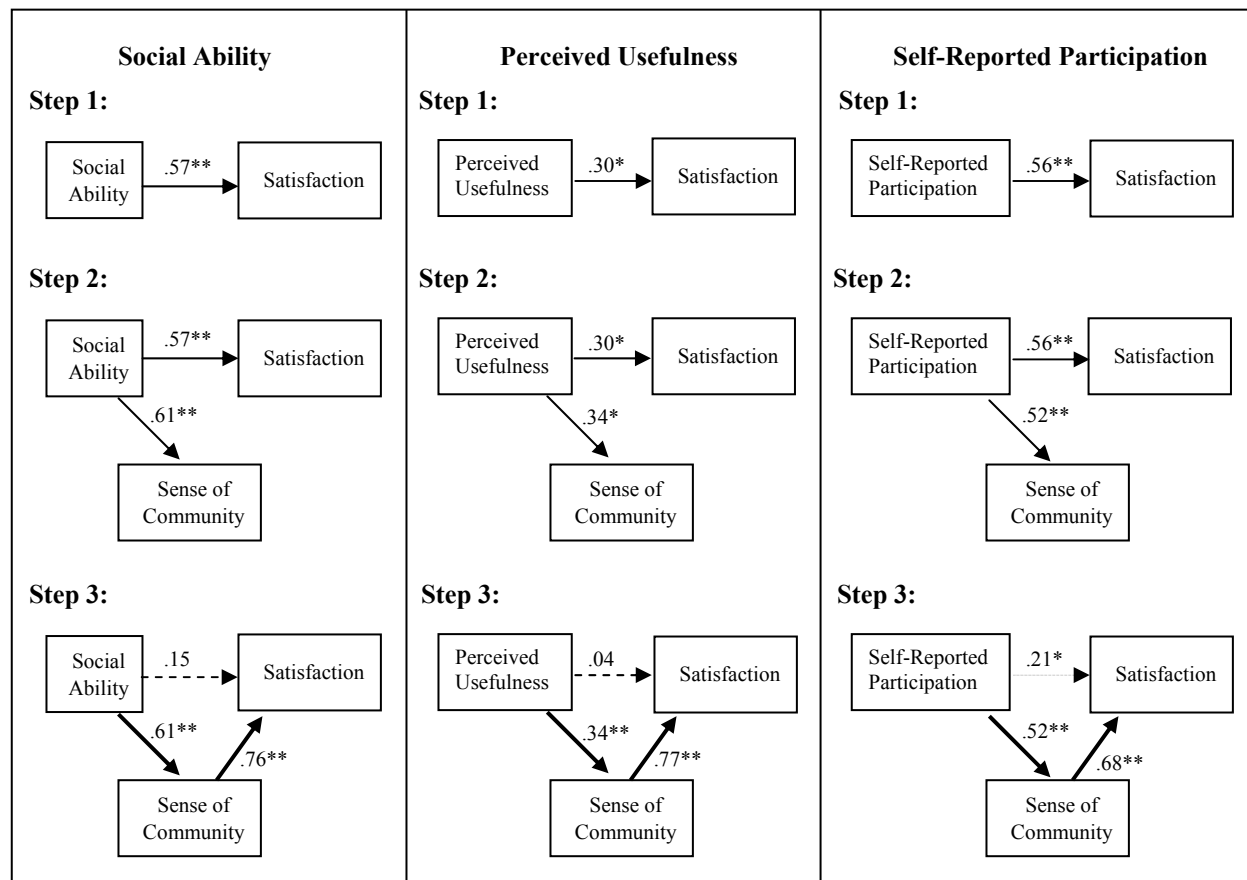 Social Ability
Step 1:
Social
Ability
.57**
Satisfaction
Step 2:
Social
Ability
.57**
Satisfaction
.61**
Sense of
Community
Step 3:
Social
Ability
.15
Satisfaction
.61**
.76**
Sense of
Community
Perceived Usefulness
Step 1:
Perceived
Usefulness
.30*
Satisfaction
Step 2:
Perceived
Usefulness
.30*
Satisfaction
.34*
Sense of
Community
Step 3:
Perceived
Usefulness
.04
Satisfaction
.34**
.77**
Sense of
Community
Self-Reported Participation
Step 1:
Self-Reported
Participation
.56**
Satisfaction
Step 2:
Self-Reported
Participation
.56**
Satisfaction
.52**
Sense of
Community
Step 3:
Self-Reported
Participation
.21*
Satisfaction
.52**
.68**
Sense of
Community